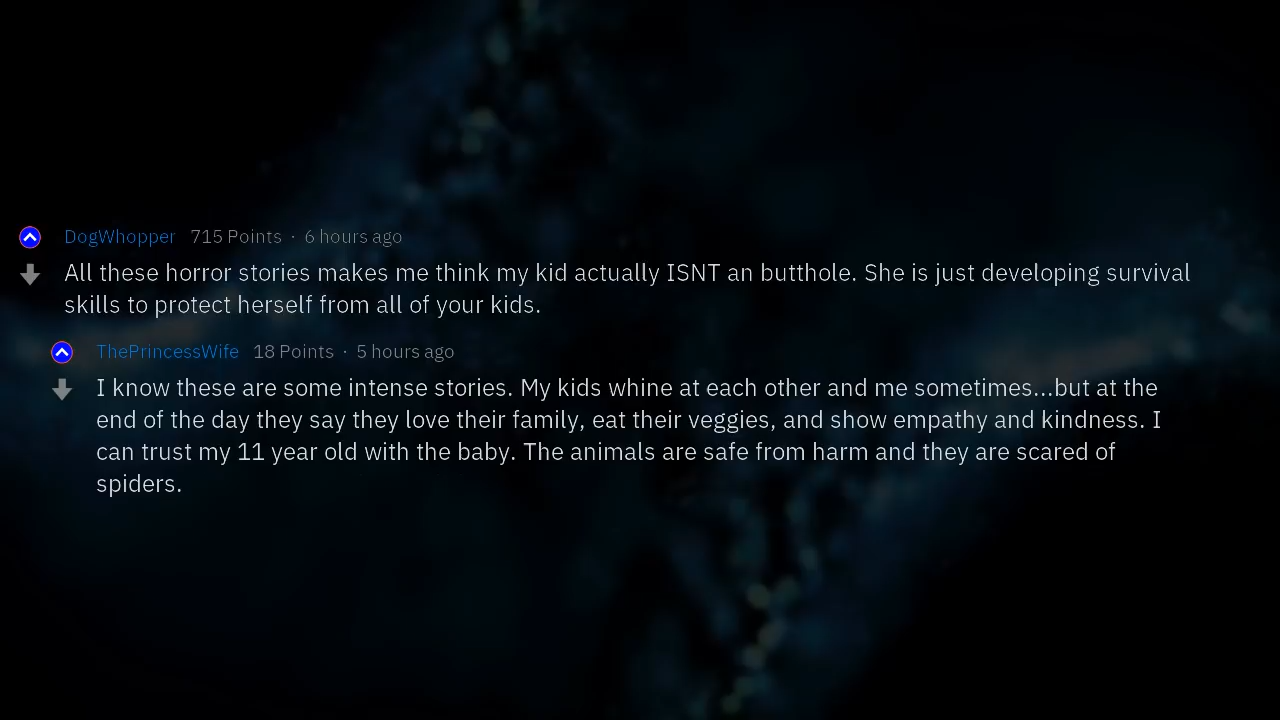 DogWhopper 715 Points · 6 hours ago
All these horror stories makes me think my kid actually ISNT an butthole. She is just developing survival
skills to protect herself from all of your kids.
ThePrincessWife 18 Points · 5 hours ago
I know these are some intense stories. My kids whine at each other and me sometimes...but at the
end of the day they say they love their family, eat their veggies, and show empathy and kindness. I
can trust my 11 year old with the baby. The animals are safe from harm and they are scared of
spiders.